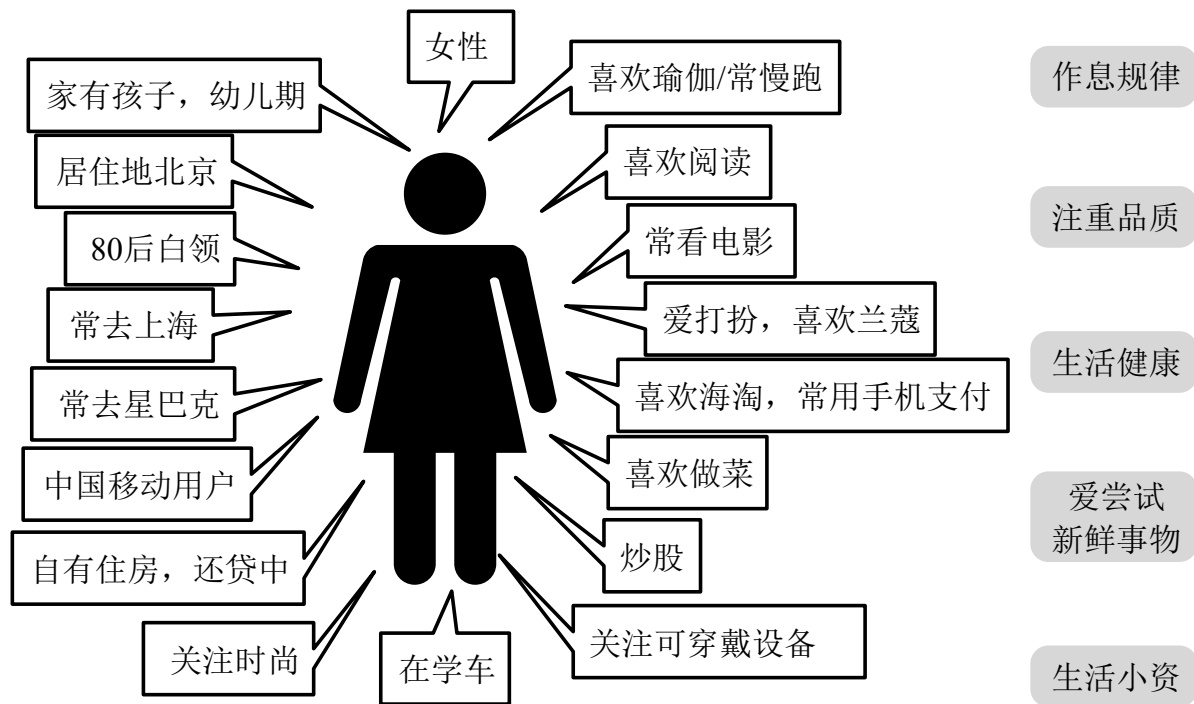 女性
家有孩子，幼儿期
居住地北京
80后白领
常去上海
常去星巴克
中国移动用户
自有住房，还贷中
关注时尚
在学车
喜欢瑜伽/常慢跑
喜欢阅读
常看电影
爱打扮，喜欢兰蔻
喜欢海淘，常用手机支付
喜欢做菜
炒股
关注可穿戴设备
作息规律
注重品质
生活健康
爱尝试
新鲜事物
生活小资